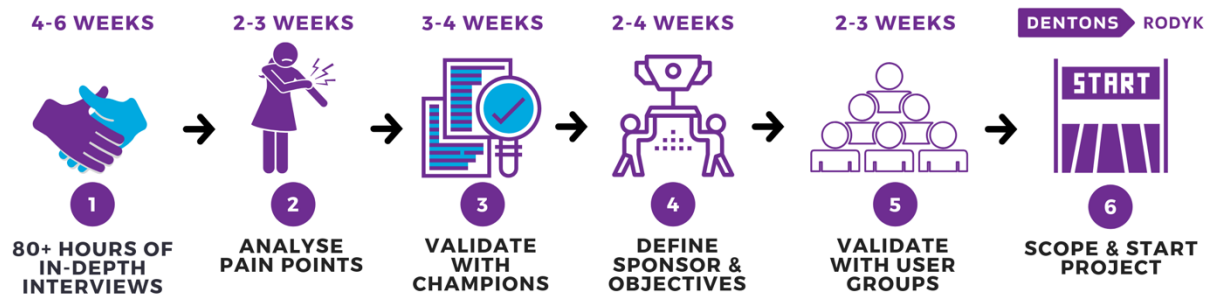 4-6 WEEKS
2-3 WEEKS
3-4 WEEKS
2-4 WEEKS
2-3 WEEKS
DENTONS RODYK
START
1
2
3
4
5
6
80+ HOURS OF
IN-DEPTH
INTERVIEWS
ANALYSE
PAIN POINTS
VALIDATE
WITH
CHAMPIONS
DEFINE
SPONSOR &
OBJECTIVES
VALIDATE
WITH USER
GROUPS
SCOPE & START
PROJECT